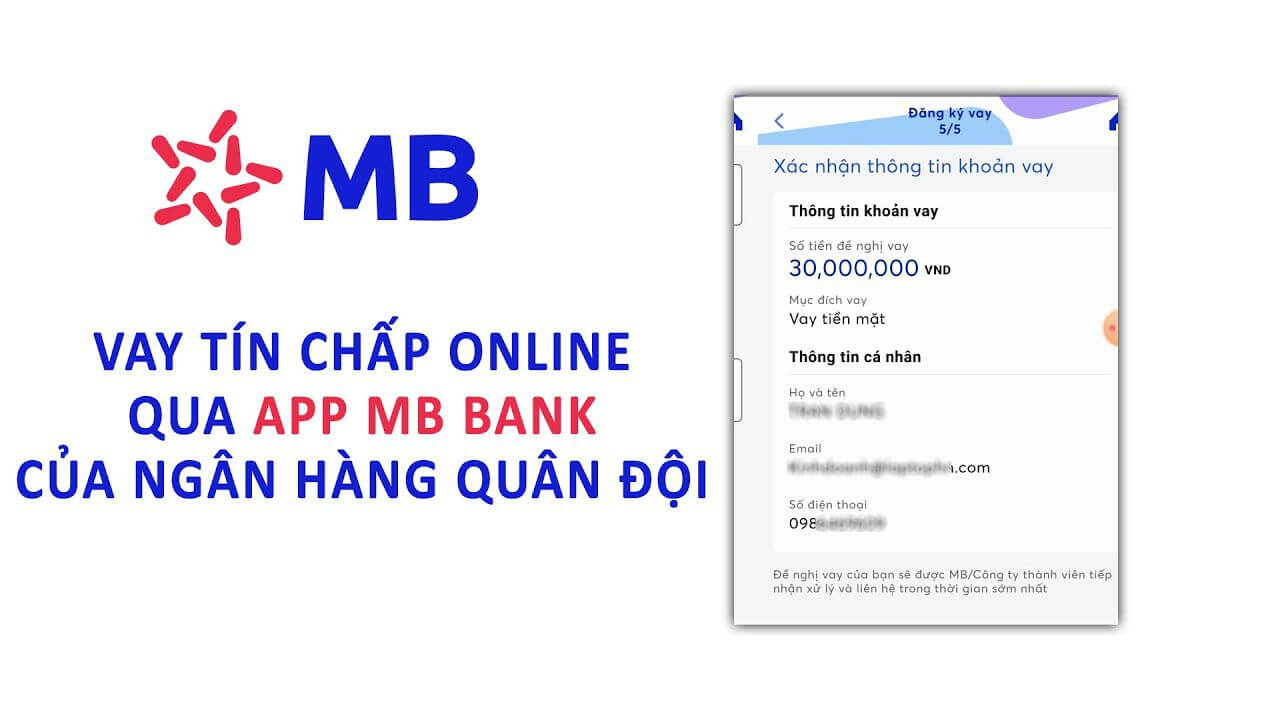 MB
VAY TÍN CHẤP ONLINE
QUA APP MB BANK
CỦA NGÂN HÀNG QUÂN ĐỘI
Đăng ký vay
5/5
Xác nhận thông tin khoản vay
Thông tin khoản vay
Số tiền đề nghị vay
30,000,000 VND
Mục đích vay
Vay tiền mặt
Thông tin cá nhân
Họ và tên
Email
.com
Số điện thoại
098
Đề nghị vay của bạn sẽ được MB/Công ty thành viên tiếp
nhận xử lý và liên hệ trong thời gian sớm nhất